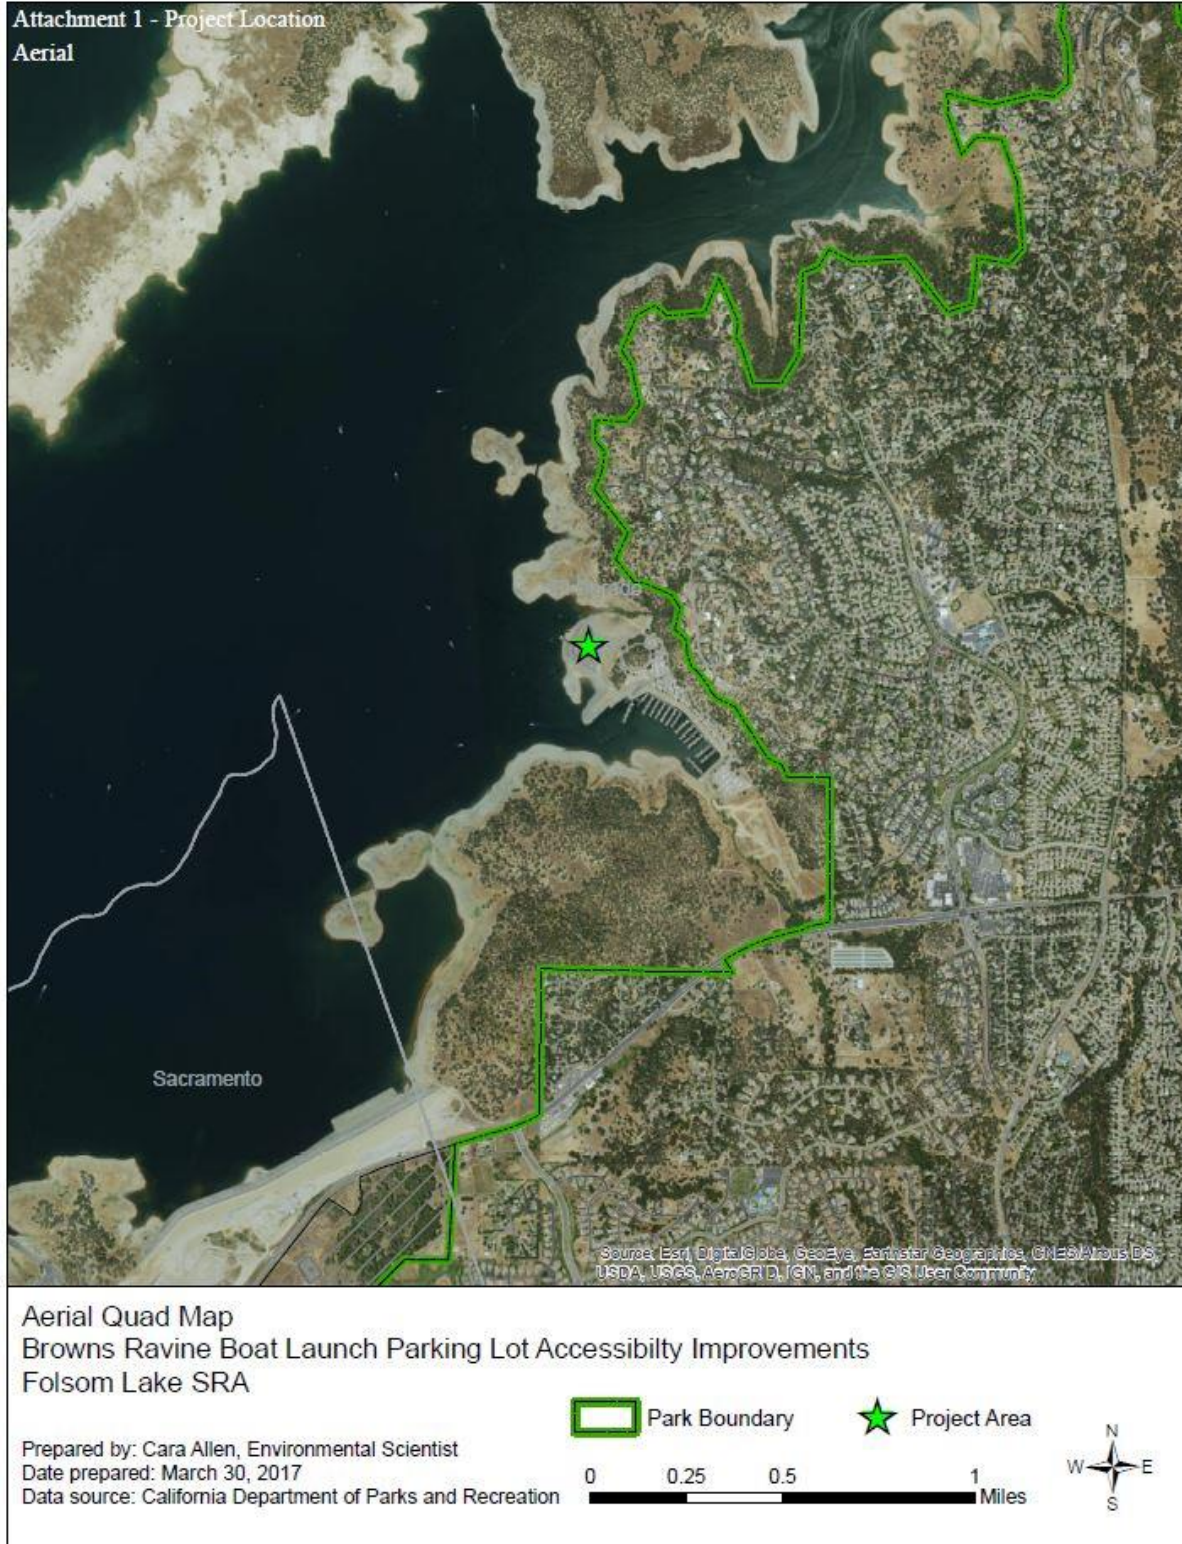 Attachment 1 - Project Location
Aerial
Sacramento
Source: Esri, DigitalGlobe, GeoEye, Earthstar Geographics, CNES/Airbus DS,
USDA, USGS, AeroGRID, IGN, and the GIS User Community
Aerial Quad Map
Browns Ravine Boat Launch Parking Lot Accessibilty Improvements
Folsom Lake SRA
Park Boundary
Project Area
Prepared by: Cara Allen, Environmental Scientist
Date prepared: March 30, 2017
Data source: California Department of Parks and Recreation
0 0.25 0.5 1
Miles
N
W E
S